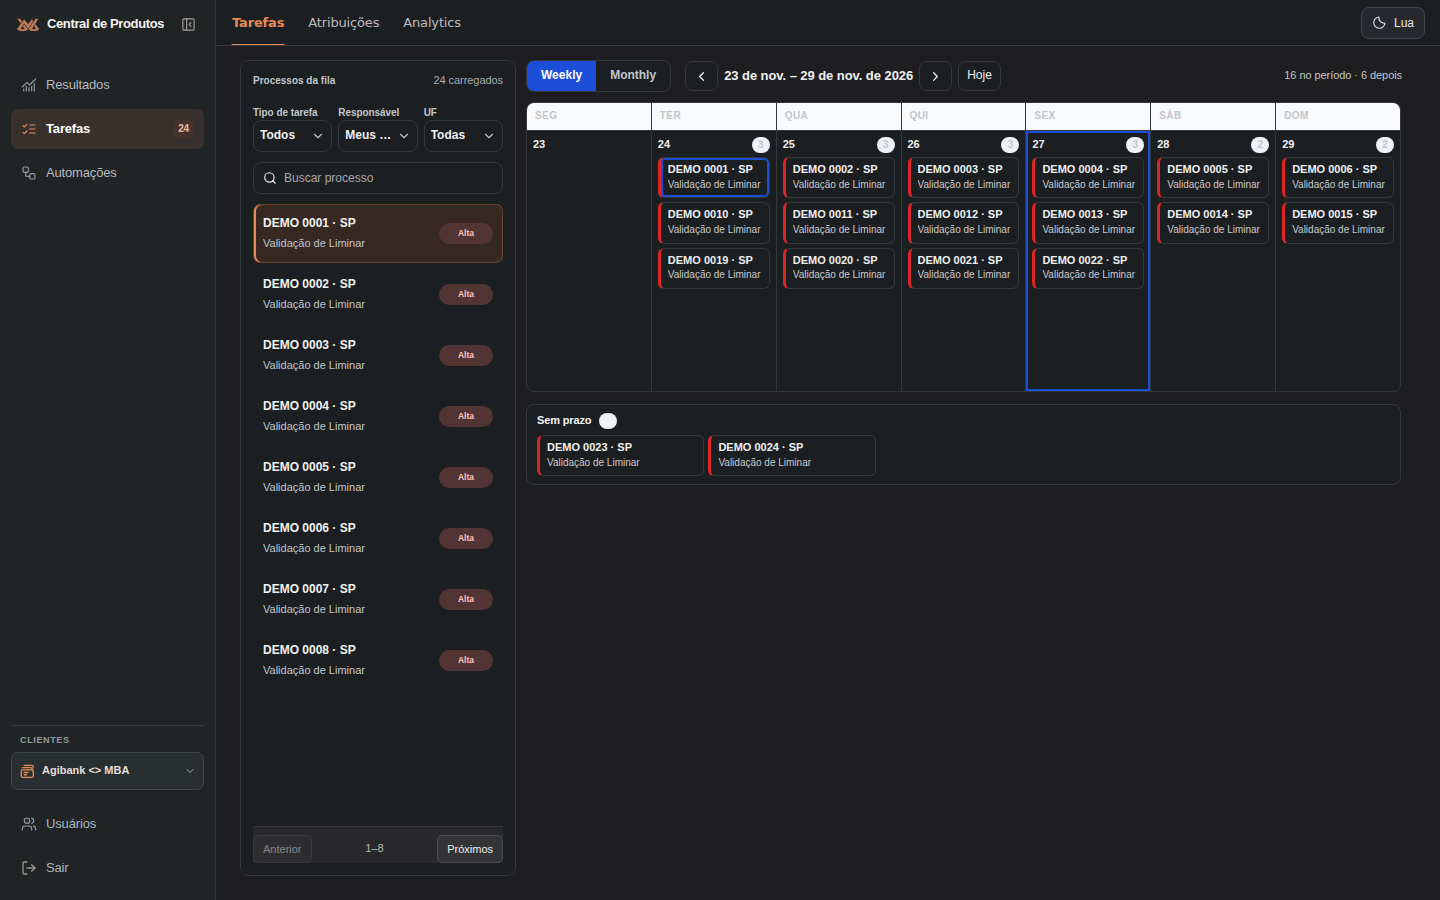 Central de Produtos
Resultados
Tarefas 24
Automações
CLIENTES
Agibank <> MBA
Usuários
Sair
Tarefas Atribuições Analytics
Lua
Processos da fila 24 carregados
Tipo de tarefa Responsável UF
Todos Meus ... Todas
Buscar processo
DEMO 0001 · SP
Validação de Liminar
Alta
DEMO 0002 · SP
Validação de Liminar
Alta
DEMO 0003 · SP
Validação de Liminar
Alta
DEMO 0004 · SP
Validação de Liminar
Alta
DEMO 0005 · SP
Validação de Liminar
Alta
DEMO 0006 · SP
Validação de Liminar
Alta
DEMO 0007 · SP
Validação de Liminar
Alta
DEMO 0008 · SP
Validação de Liminar
Alta
Anterior 1–8 Próximos
Weekly Monthly 23 de nov. – 29 de nov. de 2026 Hoje 16 no período · 6 depois
SEG TER QUA QUI SEX SÁB DOM
23
24 3
DEMO 0001 · SP
Validação de Liminar
DEMO 0010 · SP
Validação de Liminar
DEMO 0019 · SP
Validação de Liminar
25 3
DEMO 0002 · SP
Validação de Liminar
DEMO 0011 · SP
Validação de Liminar
DEMO 0020 · SP
Validação de Liminar
26 3
DEMO 0003 · SP
Validação de Liminar
DEMO 0012 · SP
Validação de Liminar
DEMO 0021 · SP
Validação de Liminar
27 3
DEMO 0004 · SP
Validação de Liminar
DEMO 0013 · SP
Validação de Liminar
DEMO 0022 · SP
Validação de Liminar
28 2
DEMO 0005 · SP
Validação de Liminar
DEMO 0014 · SP
Validação de Liminar
29 2
DEMO 0006 · SP
Validação de Liminar
DEMO 0015 · SP
Validação de Liminar
Sem prazo
DEMO 0023 · SP
Validação de Liminar
DEMO 0024 · SP
Validação de Liminar